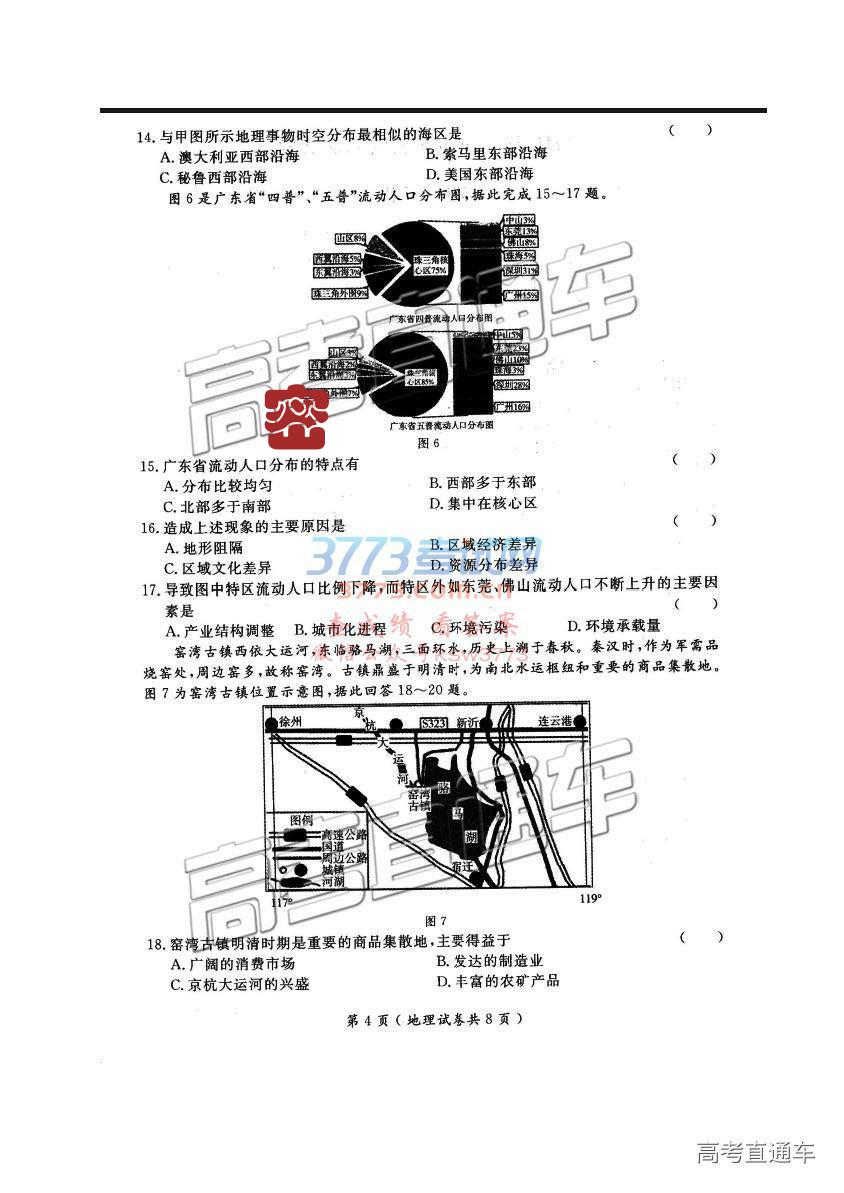 14. 与甲图所示地理事物时空分布最相似的海区是 ( )
A. 澳大利亚西部沿海 B. 索马里东部沿海
C. 秘鲁西部沿海 D. 美国东部沿海
图 6 是广东省“四普”、“五普”流动人口分布图,据此完成 15~17 题。
中山3%
东莞13%
山区8% 佛山8%
西翼沿海5% 珠三角核心区75% 珠海5%
东翼沿海3% 深圳31%
珠三角外围9% 广州15%
广东省四普流动人口分布图
中山5%
东莞23%
佛山10%
珠三角核心区85% 珠海3%
深圳28%
广州16%
广东省五普流动人口分布图
图 6
15. 广东省流动人口分布的特点有 ( )
A. 分布比较均匀 B. 西部多于东部
C. 北部多于南部 D. 集中在核心区
16. 造成上述现象的主要原因是 ( )
A. 地形阻隔 B. 区域经济差异
C. 区域文化差异 D. 资源分布差异
17. 导致图中特区流动人口比例下降,而特区外如东莞、佛山流动人口不断上升的主要因
素是 ( )
A. 产业结构调整 B. 城市化进程 C. 环境污染 D. 环境承载量
窑湾古镇西依大运河,东临骆马湖,三面环水,历史上溯于春秋。秦汉时,作为军需品
烧窑处,周边窑多,故称窑湾。古镇鼎盛于明清时,为南北水运枢纽和重要的商品集散地。
图 7 为窑湾古镇位置示意图,据此回答 18~20 题。
徐州 京杭大运河 S323 新沂 连云港
窑湾古镇 骆马湖
宿迁
图例
高速公路
国道
周边公路
城镇
河湖
117° 119°
图 7
18. 窑湾古镇明清时期是重要的商品集散地,主要得益于 ( )
A. 广阔的消费市场 B. 发达的制造业
C. 京杭大运河的兴盛 D. 丰富的农矿产品
第 4 页 ( 地理试卷共 8 页 )
高考直通车
高考直通车
3773考试网
.com.cn
查成绩 看答案
高考直通车